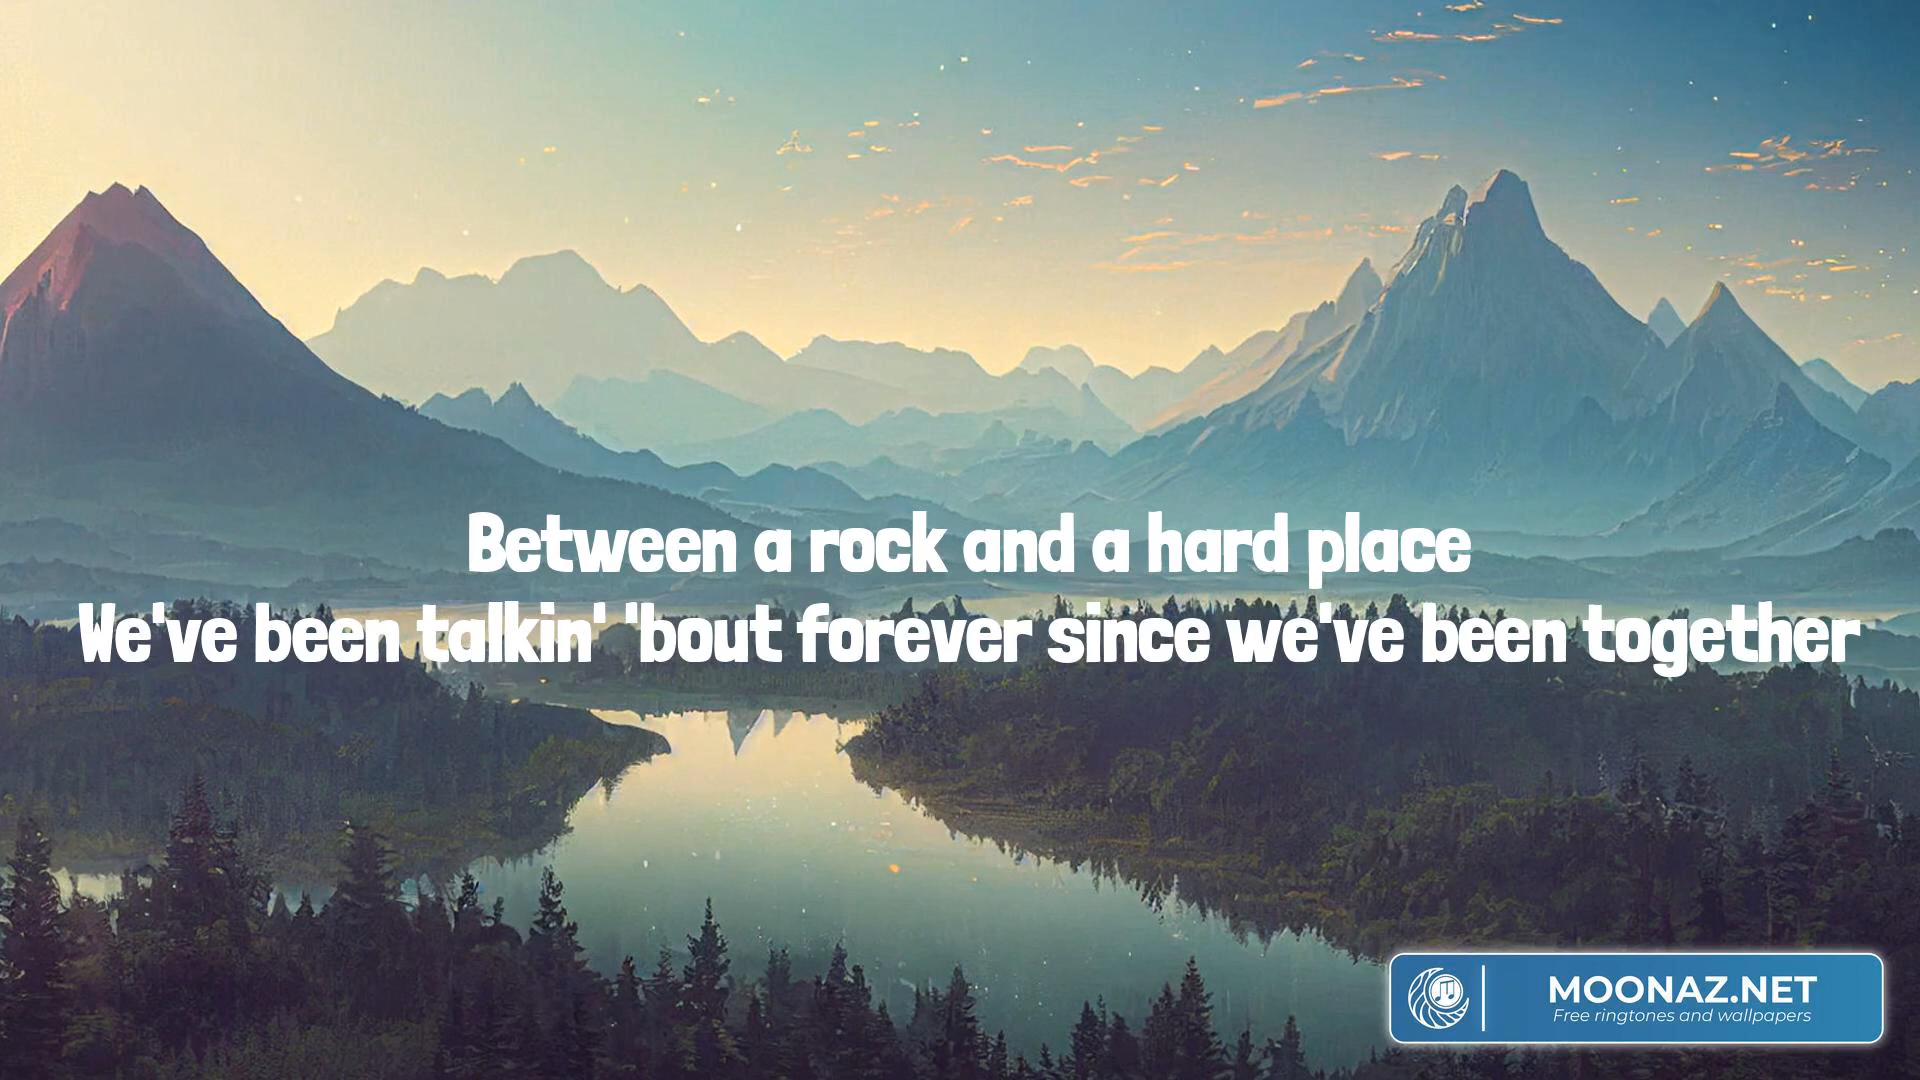 Between a rock and a hard place
We've been talkin' 'bout forever since we've been together
MOONAZ.NET
Free ringtones and wallpapers